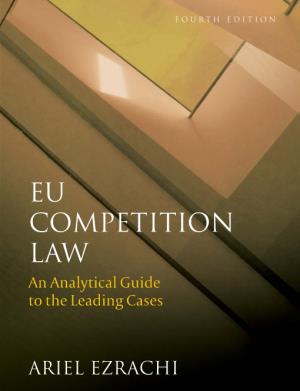 FOURTH EDITION
EU
COMPETITION
LAW
An Analytical Guide
to the Leading Cases
ARIEL EZRACHI